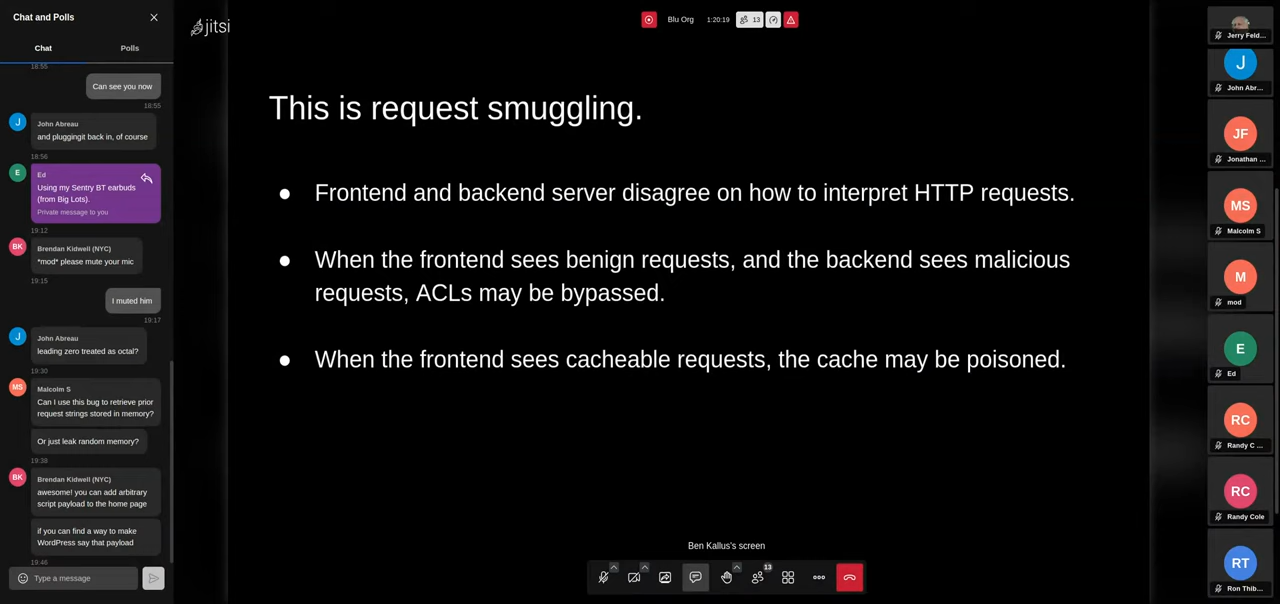 Chat and Polls
Chat
Polls
18:55
Can see you now
18:55
J
John Abreau
and pluggingit back in, of course
18:56
E
Ed
Using my Sentry BT earbuds
(from Big Lots).
Private message to you
19:12
BK
Brendan Kidwell (NYC)
*mod* please mute your mic
19:15
I muted him
19:17
J
John Abreau
leading zero treated as octal?
19:30
MS
Malcolm S
Can I use this bug to retrieve prior
request strings stored in memory?
Or just leak random memory?
19:38
BK
Brendan Kidwell (NYC)
awesome! you can add arbitrary
script payload to the home page
if you can find a way to make
WordPress say that payload
19:46
Type a message
jitsi
Blu Org
1:20:19
13
This is request smuggling.
● Frontend and backend server disagree on how to interpret HTTP requests.
● When the frontend sees benign requests, and the backend sees malicious
requests, ACLs may be bypassed.
● When the frontend sees cacheable requests, the cache may be poisoned.
Ben Kallus's screen
13
Jerry Feld...
J
John Abr...
JF
Jonathan ...
MS
Malcolm S
M
mod
E
Ed
RC
Randy C ...
RC
Randy Cole
RT
Ron Thib...